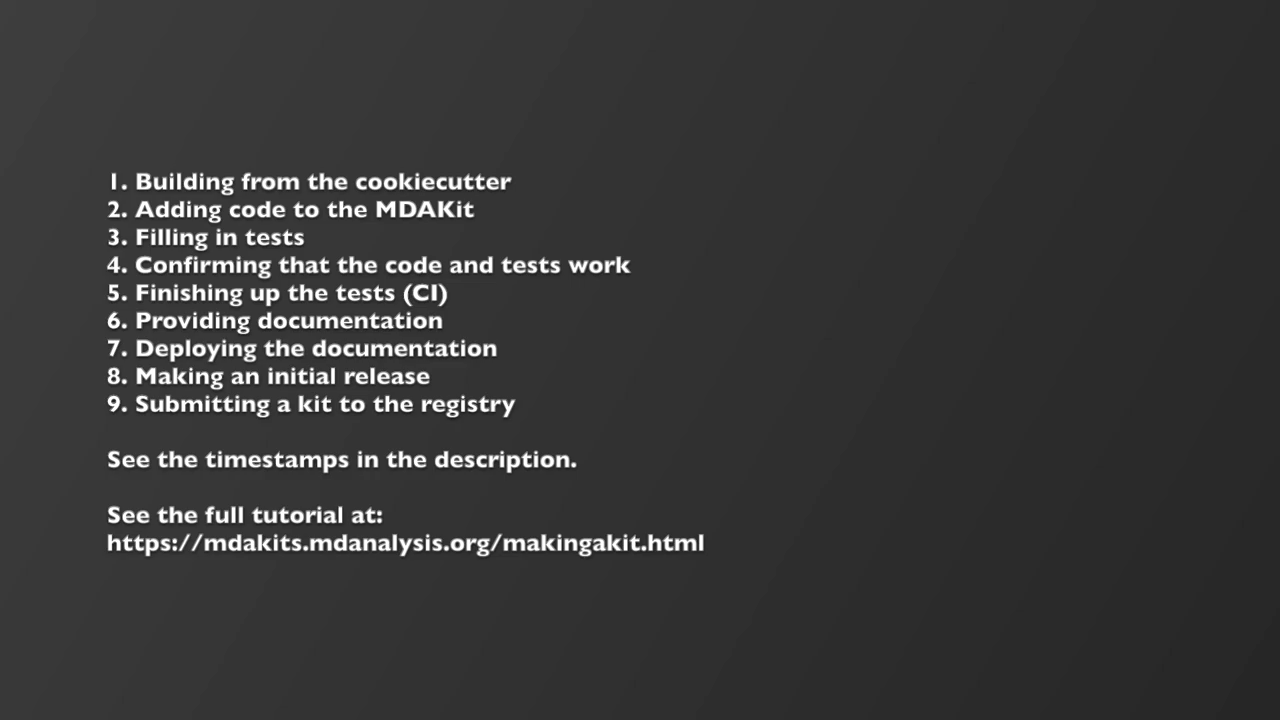 1. Building from the cookiecutter
2. Adding code to the MDAKit
3. Filling in tests
4. Confirming that the code and tests work
5. Finishing up the tests (CI)
6. Providing documentation
7. Deploying the documentation
8. Making an initial release
9. Submitting a kit to the registry
See the timestamps in the description.
See the full tutorial at:
https://mdakits.mdanalysis.org/makingakit.html